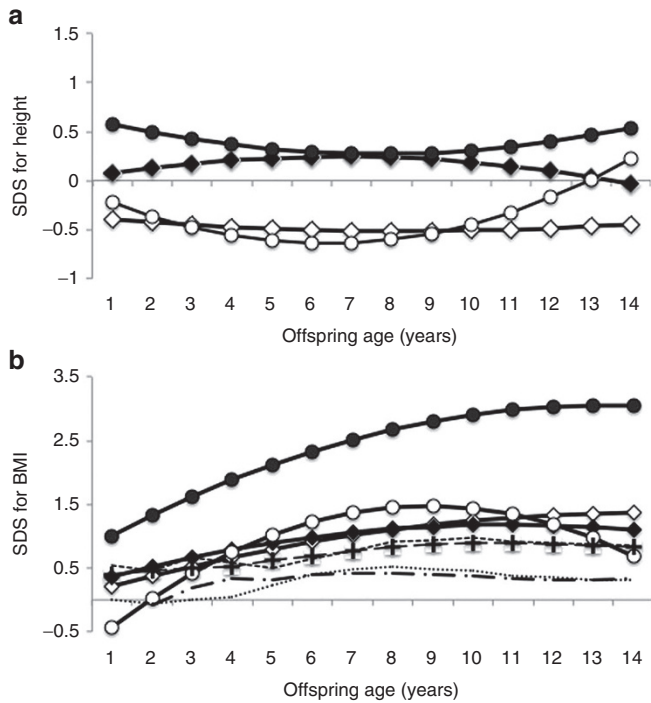 a
1.5
1
0.5
0
–0.5
–1
SDS for height
1 2 3 4 5 6 7 8 9 10 11 12 13 14
Offspring age (years)
b
3.5
2.5
1.5
0.5
–0.5
SDS for BMI
1 2 3 4 5 6 7 8 9 10 11 12 13 14
Offspring age (years)